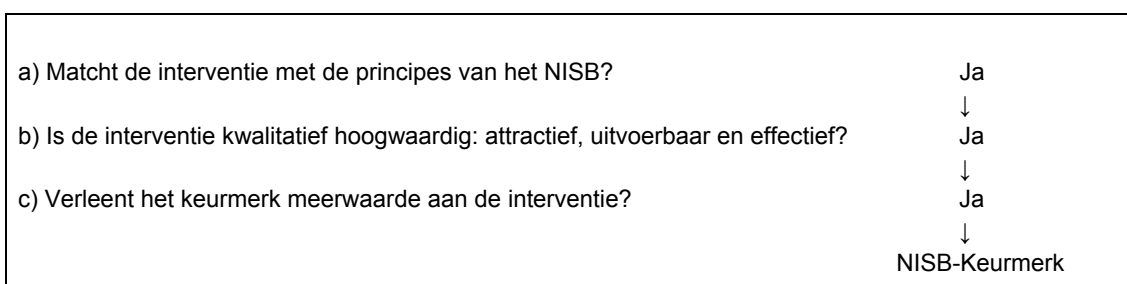 a) Matcht de interventie met de principes van het NISB? Ja
↓
b) Is de interventie kwalitatief hoogwaardig: attractief, uitvoerbaar en effectief? Ja
↓
c) Verleent het keurmerk meerwaarde aan de interventie? Ja
↓
NISB-Keurmerk